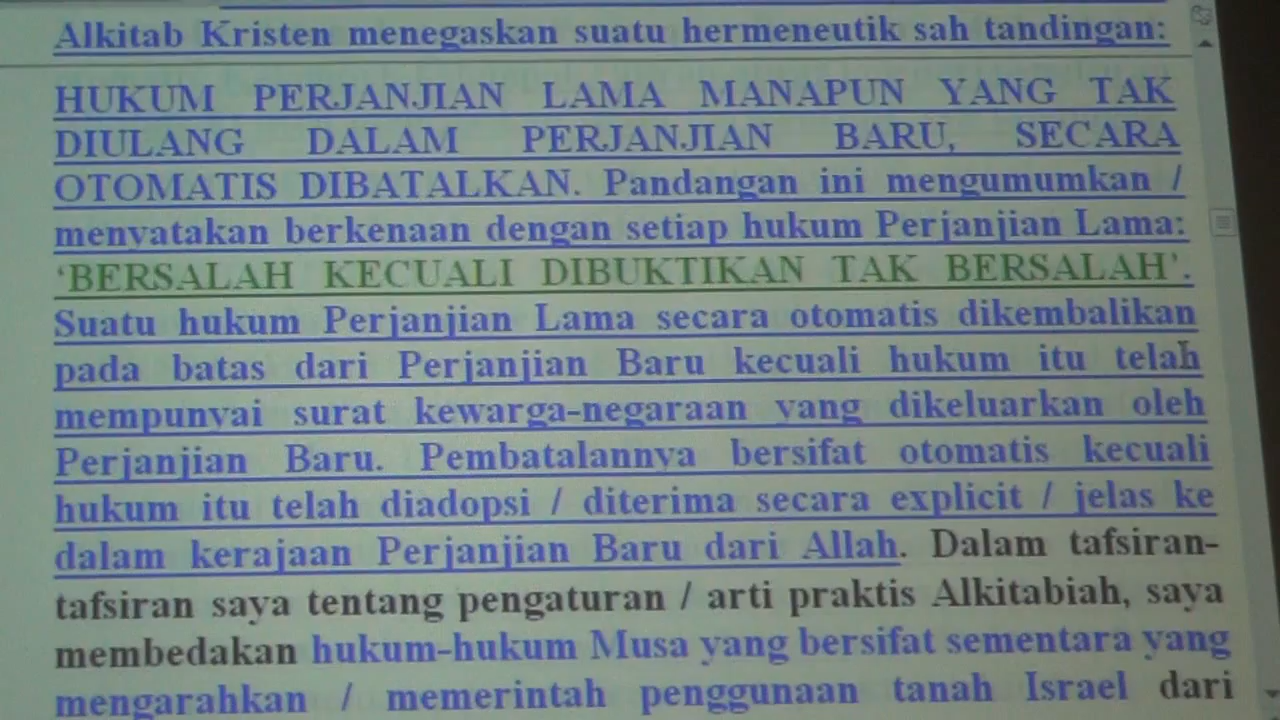 Alkitab Kristen menegaskan suatu hermeneutik sah tandingan:
HUKUM PERJANJIAN LAMA MANAPUN YANG TAK
DIULANG DALAM PERJANJIAN BARU, SECARA
OTOMATIS DIBATALKAN. Pandangan ini mengumumkan /
menyatakan berkenaan dengan setiap hukum Perjanjian Lama:
‘BERSALAH KECUALI DIBUKTIKAN TAK BERSALAH’.
Suatu hukum Perjanjian Lama secara otomatis dikembalikan
pada batas dari Perjanjian Baru kecuali hukum itu telah
mempunyai surat kewarga-negaraan yang dikeluarkan oleh
Perjanjian Baru. Pembatalannya bersifat otomatis kecuali
hukum itu telah diadopsi / diterima secara explicit / jelas ke
dalam kerajaan Perjanjian Baru dari Allah. Dalam tafsiran-
tafsiran saya tentang pengaturan / arti praktis Alkitabiah, saya
membedakan hukum-hukum Musa yang bersifat sementara yang
mengarahkan / memerintah penggunaan tanah Israel dari